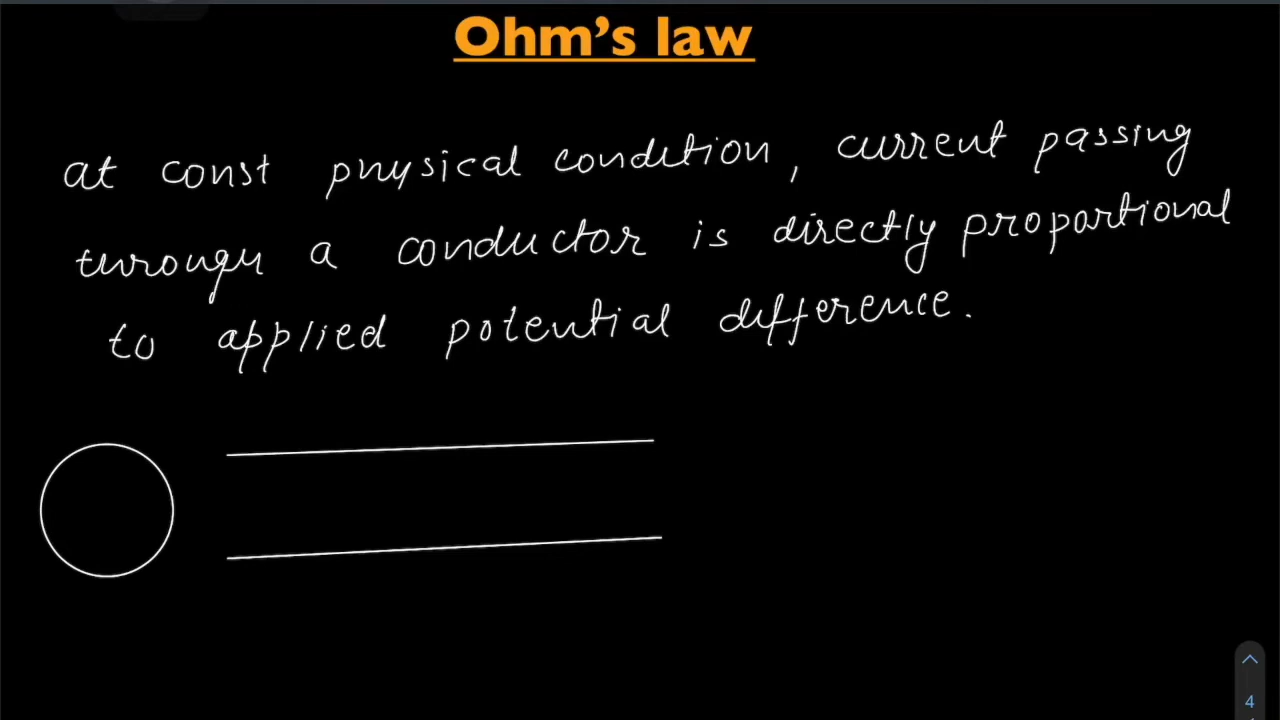 Ohm's law
at const physical condition, current passing
through a conductor is directly proportional
to applied potential difference.
4